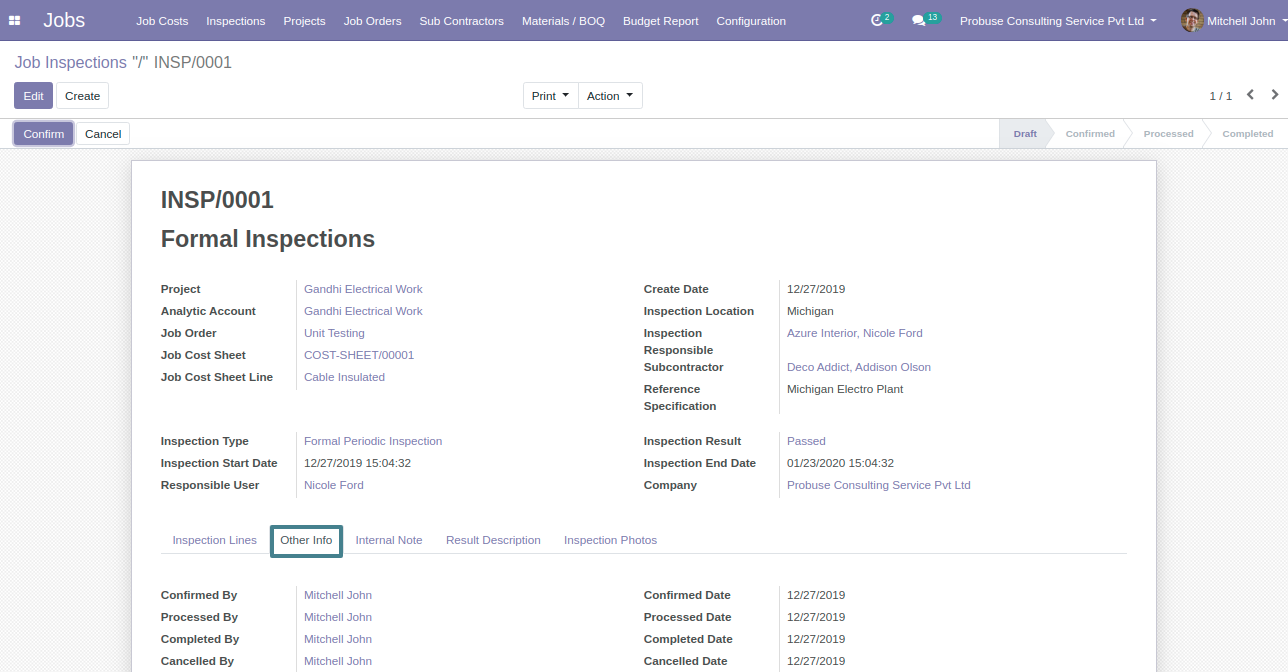 Jobs Job Costs Inspections Projects Job Orders Sub Contractors Materials / BOQ Budget Report Configuration 2 13 Probuse Consulting Service Pvt Ltd Mitchell John
Job Inspections "/" INSP/0001
Edit Create Print Action 1 / 1
Confirm Cancel Draft Confirmed Processed Completed
INSP/0001
Formal Inspections
Project Gandhi Electrical Work
Analytic Account Gandhi Electrical Work
Job Order Unit Testing
Job Cost Sheet COST-SHEET/00001
Job Cost Sheet Line Cable Insulated
Create Date 12/27/2019
Inspection Location Michigan
Inspection Azure Interior, Nicole Ford
Responsible
Subcontractor Deco Addict, Addison Olson
Reference Michigan Electro Plant
Specification
Inspection Type Formal Periodic Inspection
Inspection Start Date 12/27/2019 15:04:32
Responsible User Nicole Ford
Inspection Result Passed
Inspection End Date 01/23/2020 15:04:32
Company Probuse Consulting Service Pvt Ltd
Inspection Lines Other Info Internal Note Result Description Inspection Photos
Confirmed By Mitchell John
Processed By Mitchell John
Completed By Mitchell John
Cancelled By Mitchell John
Confirmed Date 12/27/2019
Processed Date 12/27/2019
Completed Date 12/27/2019
Cancelled Date 12/27/2019